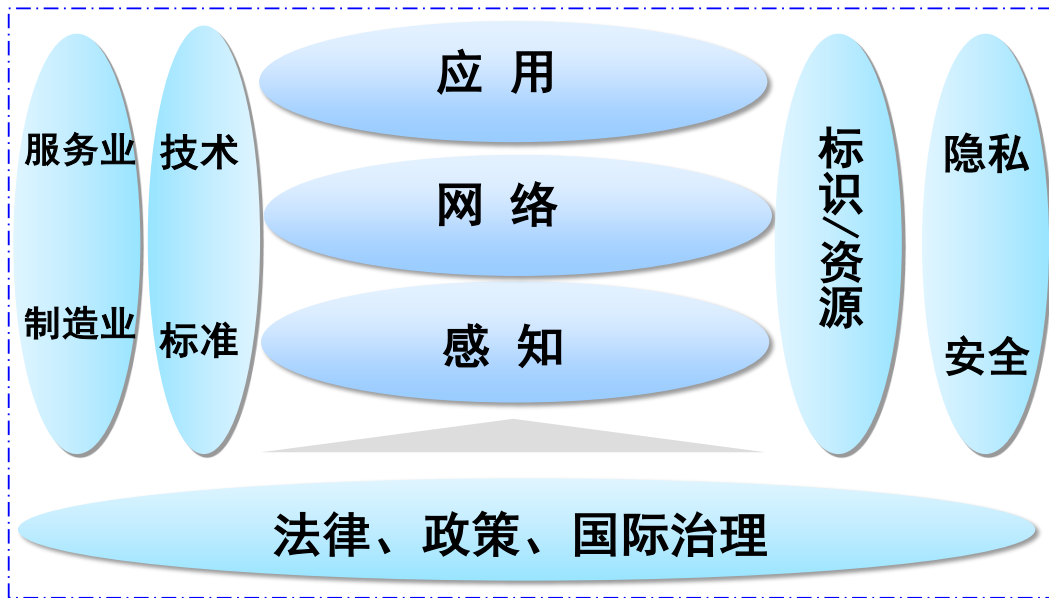 服务业
制造业
技术
标准
应 用
网 络
感 知
标识/资源
隐私
安全
法律、政策、国际治理